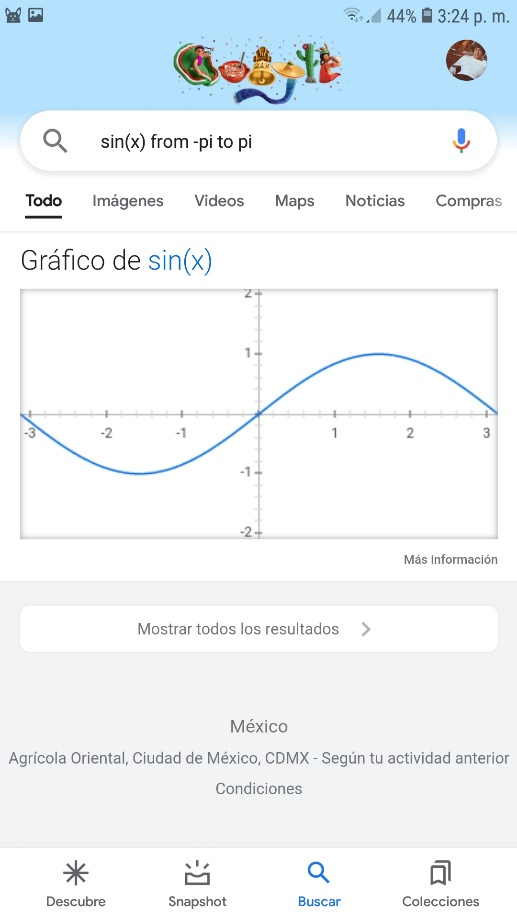 44% 3:24 p. m.
sin(x) from -pi to pi
Todo Imágenes Videos Maps Noticias Compras
Gráfico de sin(x)
2
1
-3 -2 -1 1 2 3
-1
-2
Más información
Mostrar todos los resultados
México
Agrícola Oriental, Ciudad de México, CDMX - Según tu actividad anterior
Condiciones
Descubre Snapshot Buscar Colecciones